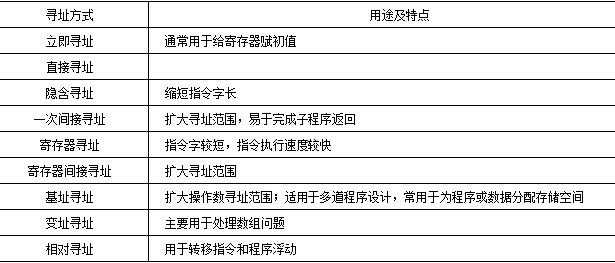 寻址方式 用途及特点
立即寻址 通常用于给寄存器赋初值
直接寻址
隐含寻址 缩短指令字长
一次间接寻址 扩大寻址范围，易于完成子程序返回
寄存器寻址 指令字较短，指令执行速度较快
寄存器间接寻址 扩大寻址范围
基址寻址 扩大操作数寻址范围；适用于多道程序设计，常用于为程序或数据分配存储空间
变址寻址 主要用于处理数组问题
相对寻址 用于转移指令和程序浮动